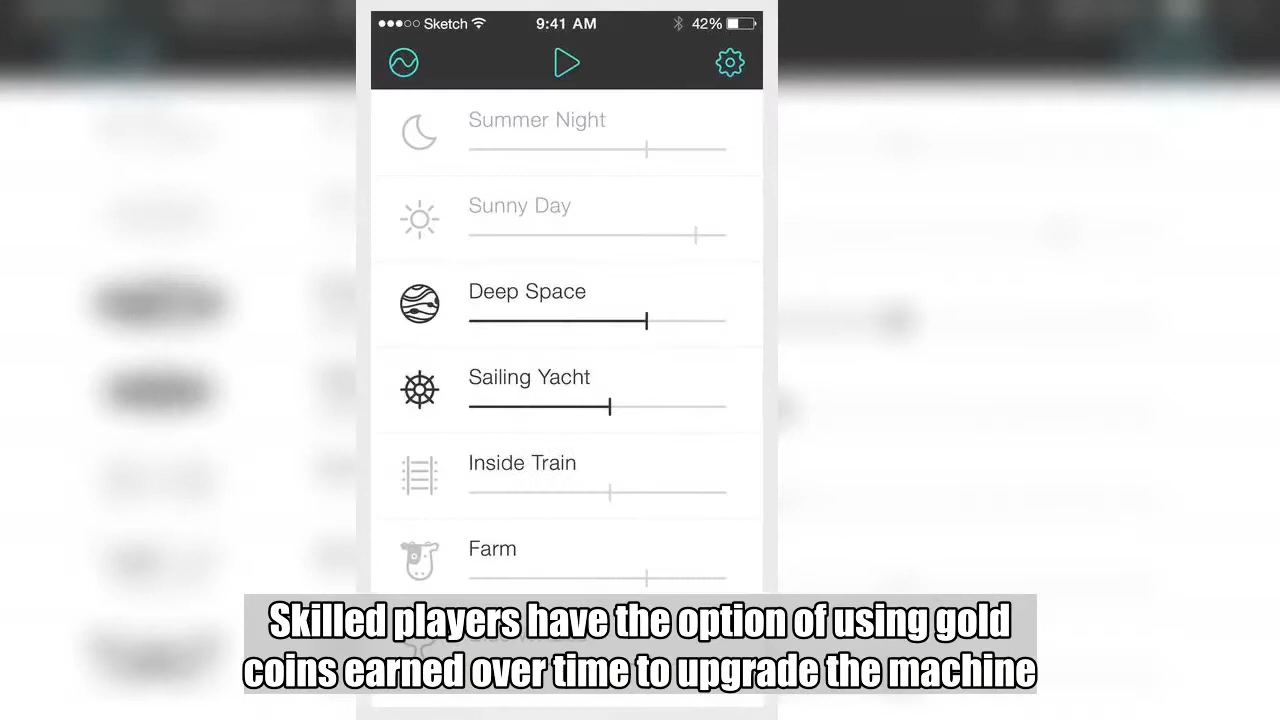 Sketch 9:41 AM 42%
Summer Night
Sunny Day
Deep Space
Sailing Yacht
Inside Train
Farm
Skilled players have the option of using gold
coins earned over time to upgrade the machine